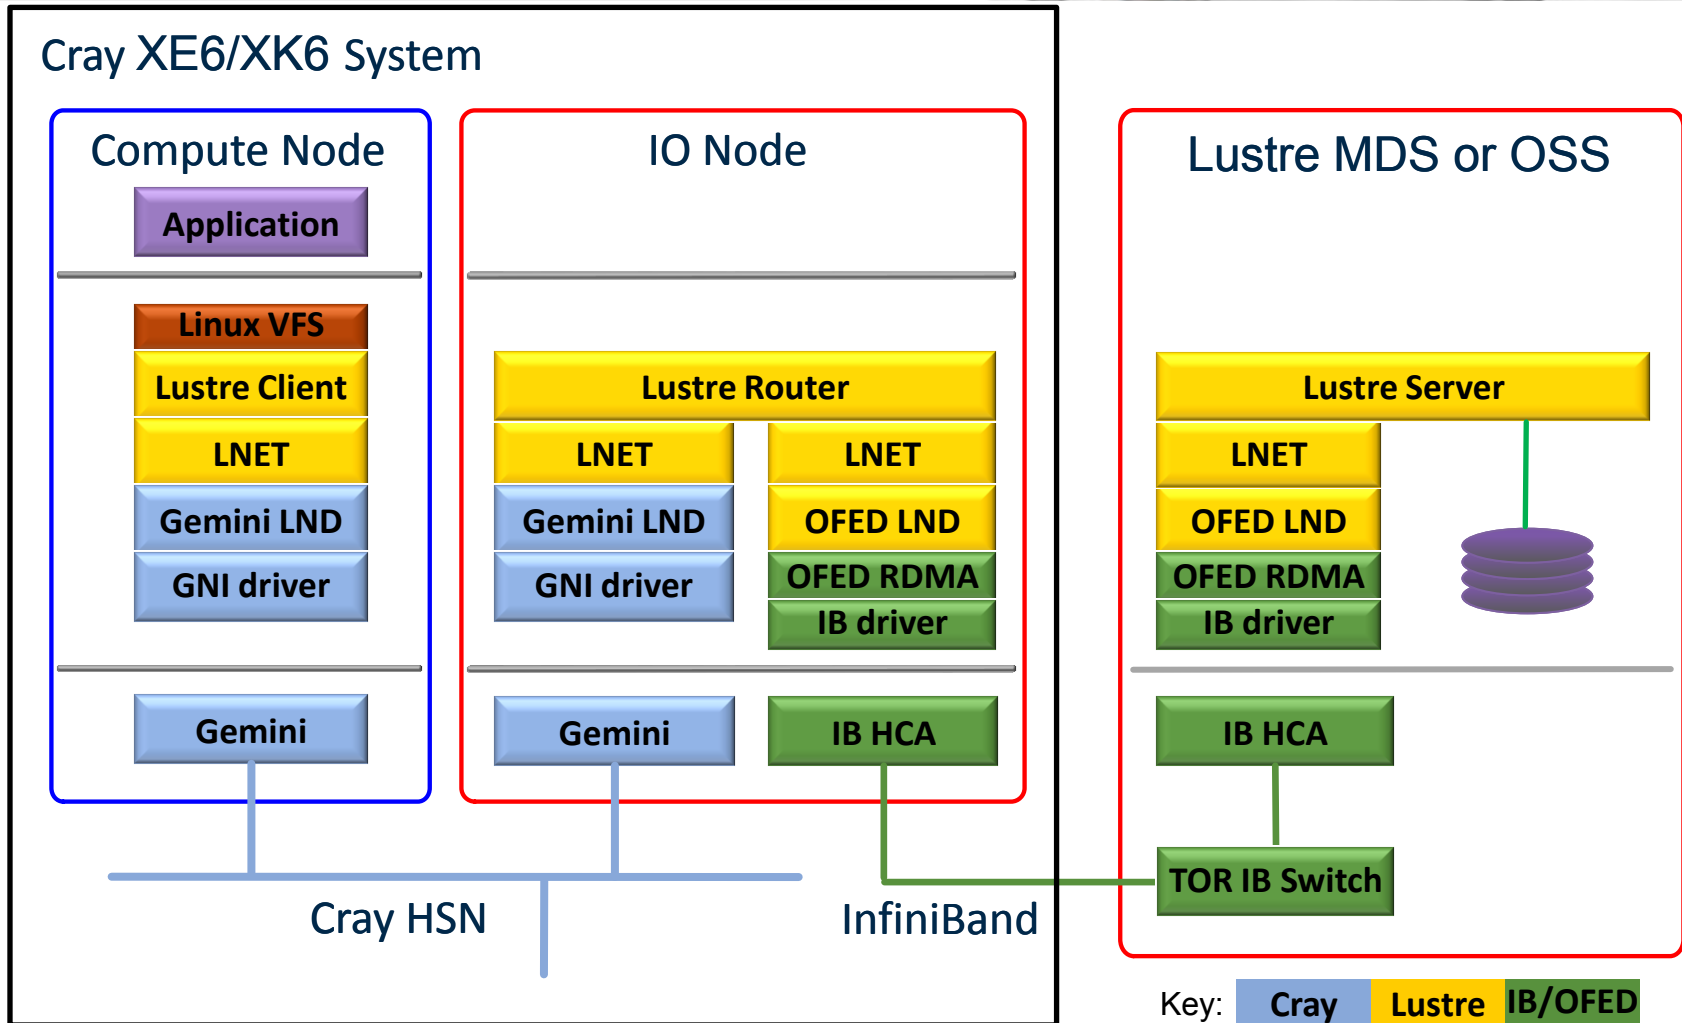 Cray XE6/XK6 System
Compute Node
Application
Linux VFS
Lustre Client
LNET
Gemini LND
GNI driver
Gemini
IO Node
Lustre Router
LNET
Gemini LND
GNI driver
Gemini
LNET
OFED LND
OFED RDMA
IB driver
IB HCA
Cray HSN
InfiniBand
Lustre MDS or OSS
Lustre Server
LNET
OFED LND
OFED RDMA
IB driver
IB HCA
TOR IB Switch
Key: Cray Lustre IB/OFED